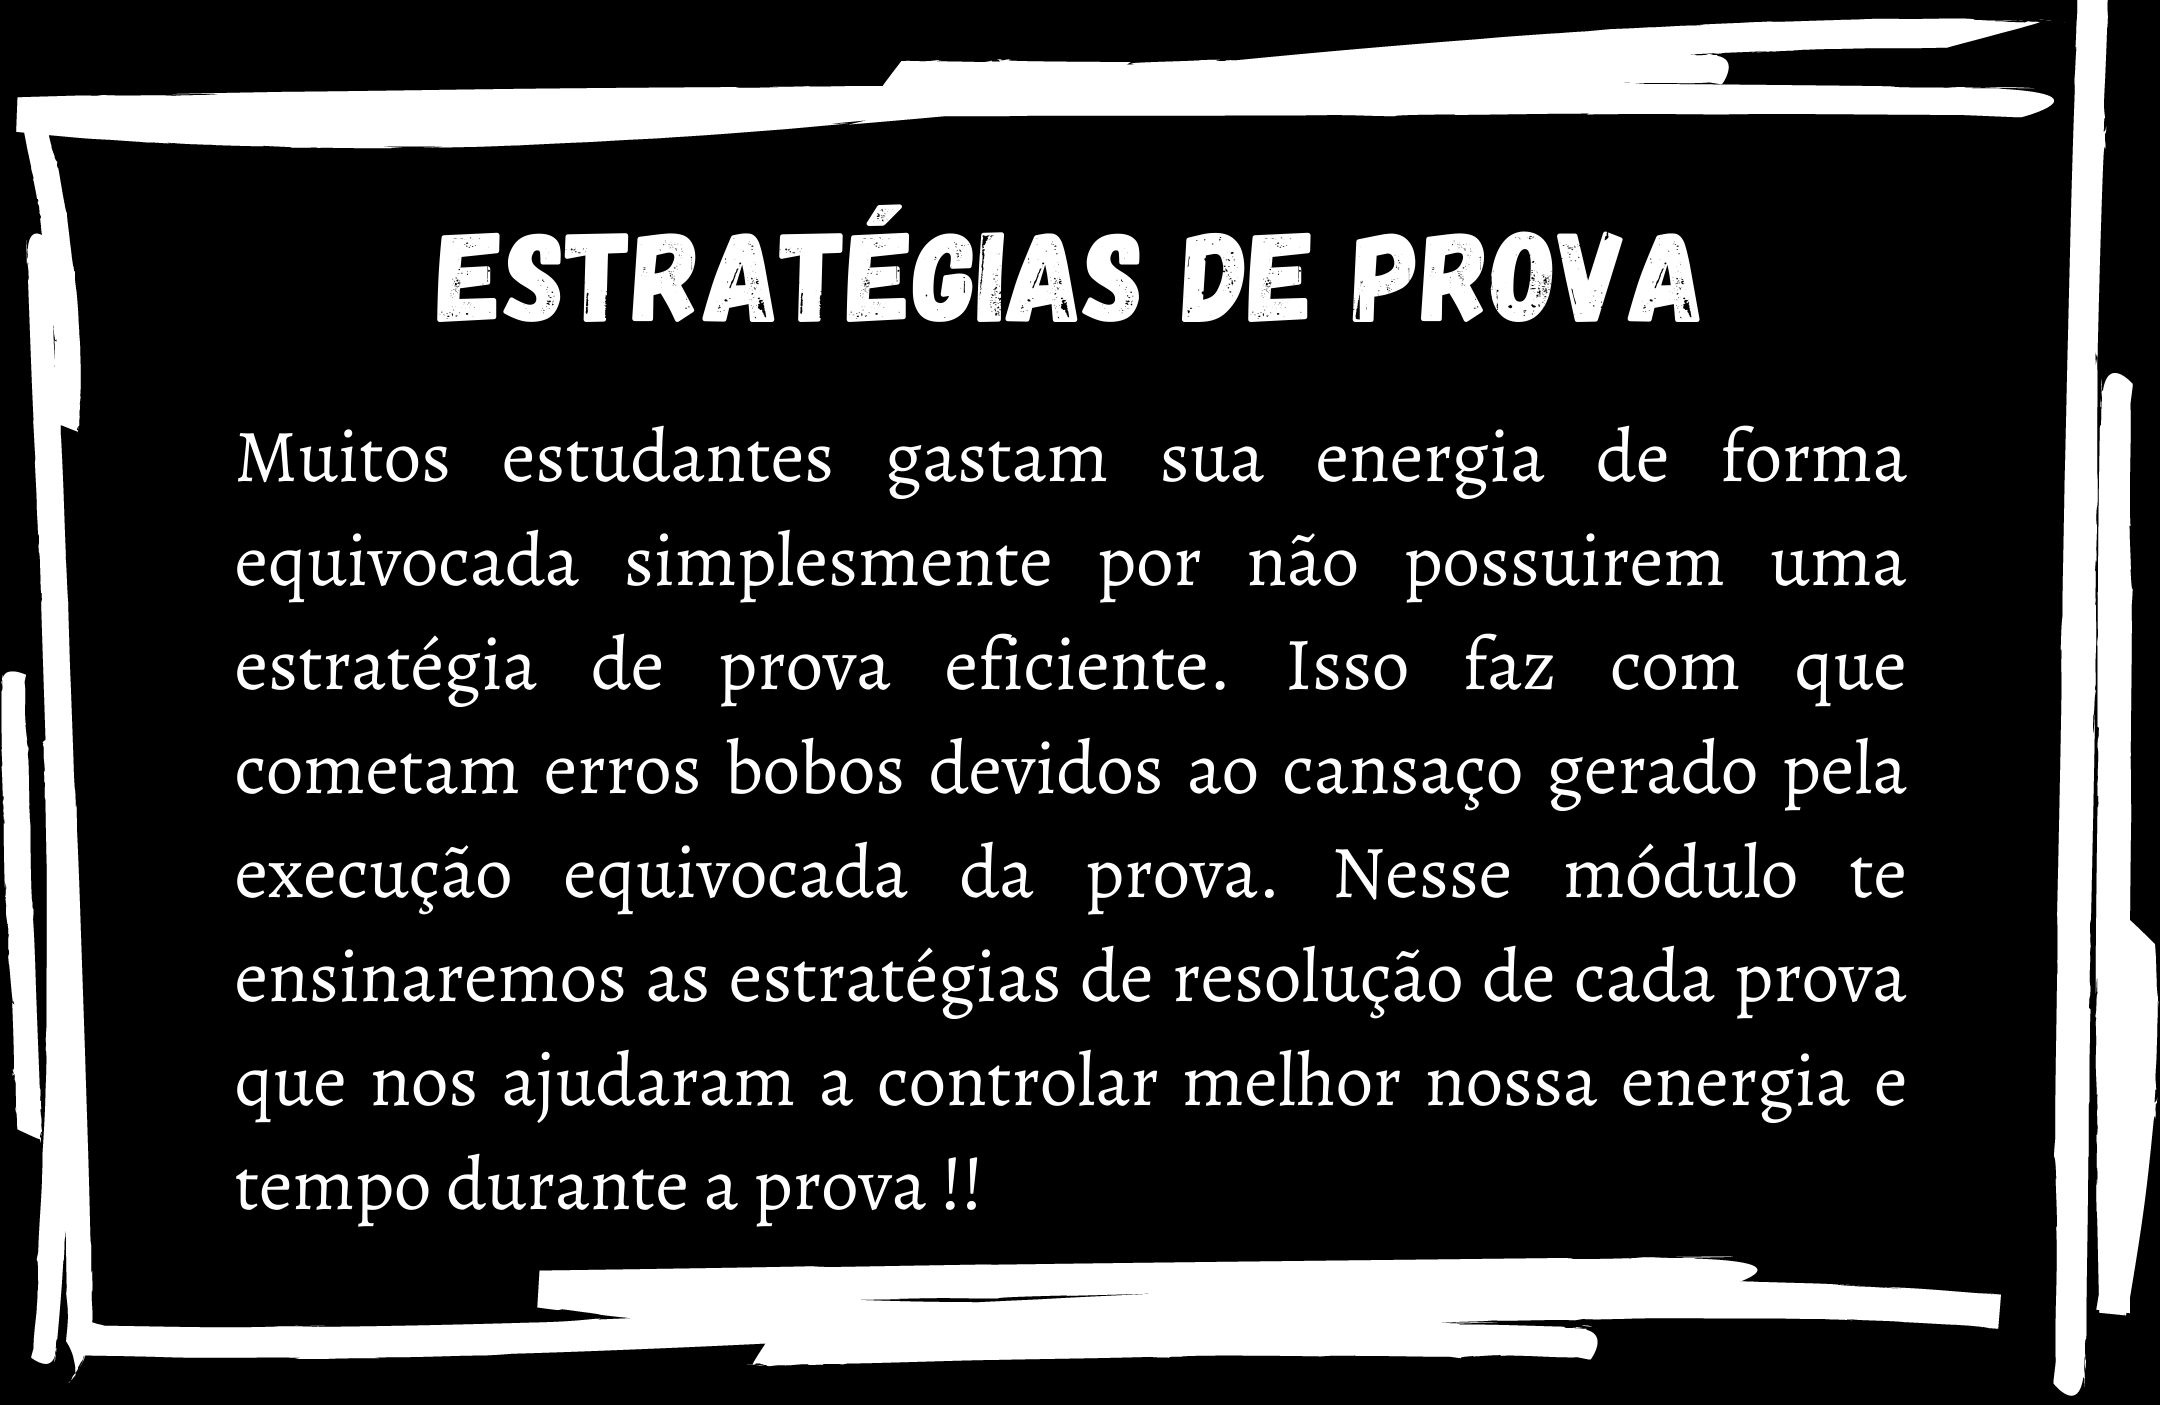 ESTRATÉGIAS DE PROVA
Muitos estudantes gastam sua energia de forma
equivocada simplesmente por não possuirem uma
estratégia de prova eficiente. Isso faz com que
cometam erros bobos devidos ao cansaço gerado pela
execução equivocada da prova. Nesse módulo te
ensinaremos as estratégias de resolução de cada prova
que nos ajudaram a controlar melhor nossa energia e
tempo durante a prova !!